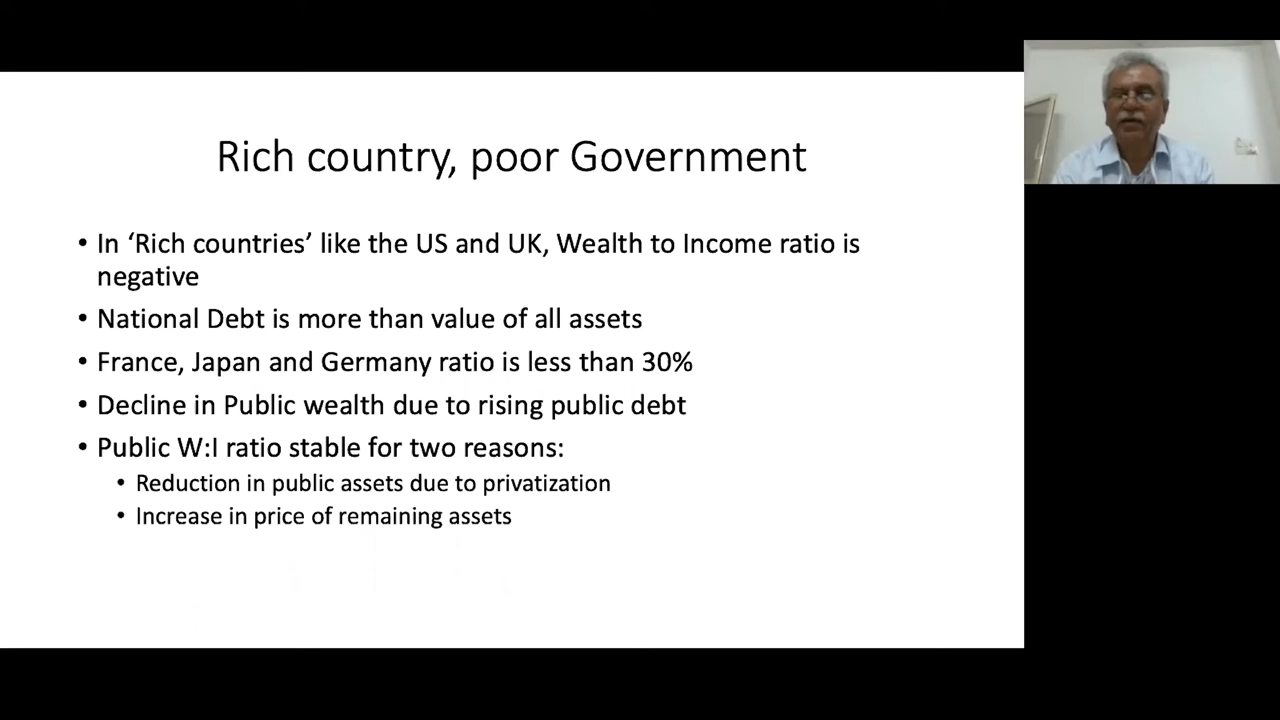 Rich country, poor Government
• In ‘Rich countries’ like the US and UK, Wealth to Income ratio is
negative
• National Debt is more than value of all assets
• France, Japan and Germany ratio is less than 30%
• Decline in Public wealth due to rising public debt
• Public W:I ratio stable for two reasons:
• Reduction in public assets due to privatization
• Increase in price of remaining assets